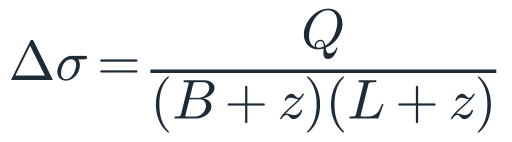 Δσ = Q / (B + z)(L + z)